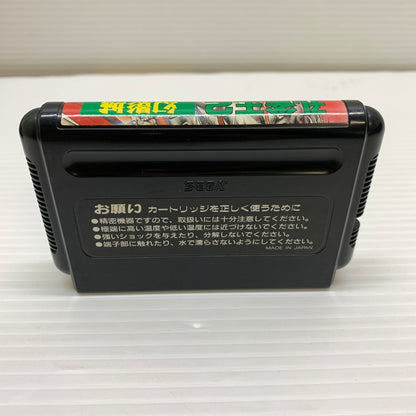 幻影城
SEGA
お願い カートリッジを正しく使うために
●精密機器ですので、取扱いには十分注意してください。
●極端に高い温度や低い温度には近づけないでください。
●強いショックを与えたり、分解しないでください。
●端子部に触れたり、水で濡らさないようにしてください。
MADE IN JAPAN